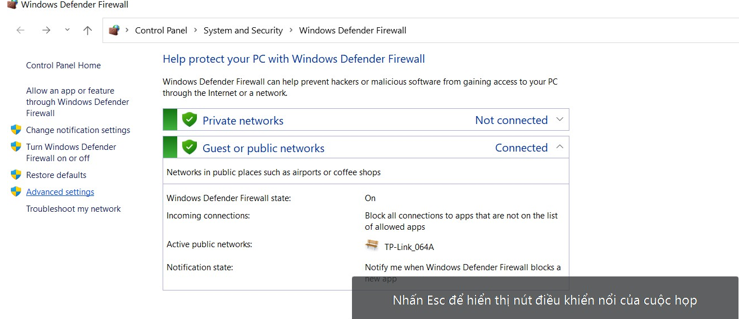 Windows Defender Firewall
Control Panel > System and Security > Windows Defender Firewall
Control Panel Home
Allow an app or feature
through Windows Defender
Firewall
Change notification settings
Turn Windows Defender
Firewall on or off
Restore defaults
Advanced settings
Troubleshoot my network
Help protect your PC with Windows Defender Firewall
Windows Defender Firewall can help prevent hackers or malicious software from gaining access to your PC
through the Internet or a network.
Private networks Not connected
Guest or public networks Connected
Networks in public places such as airports or coffee shops
Windows Defender Firewall state: On
Incoming connections: Block all connections to apps that are not on the list
of allowed apps
Active public networks: TP-Link_064A
Notification state: Notify me when Windows Defender Firewall blocks a
new app
Nhấn Esc để hiển thị nút điều khiển nổi của cuộc họp